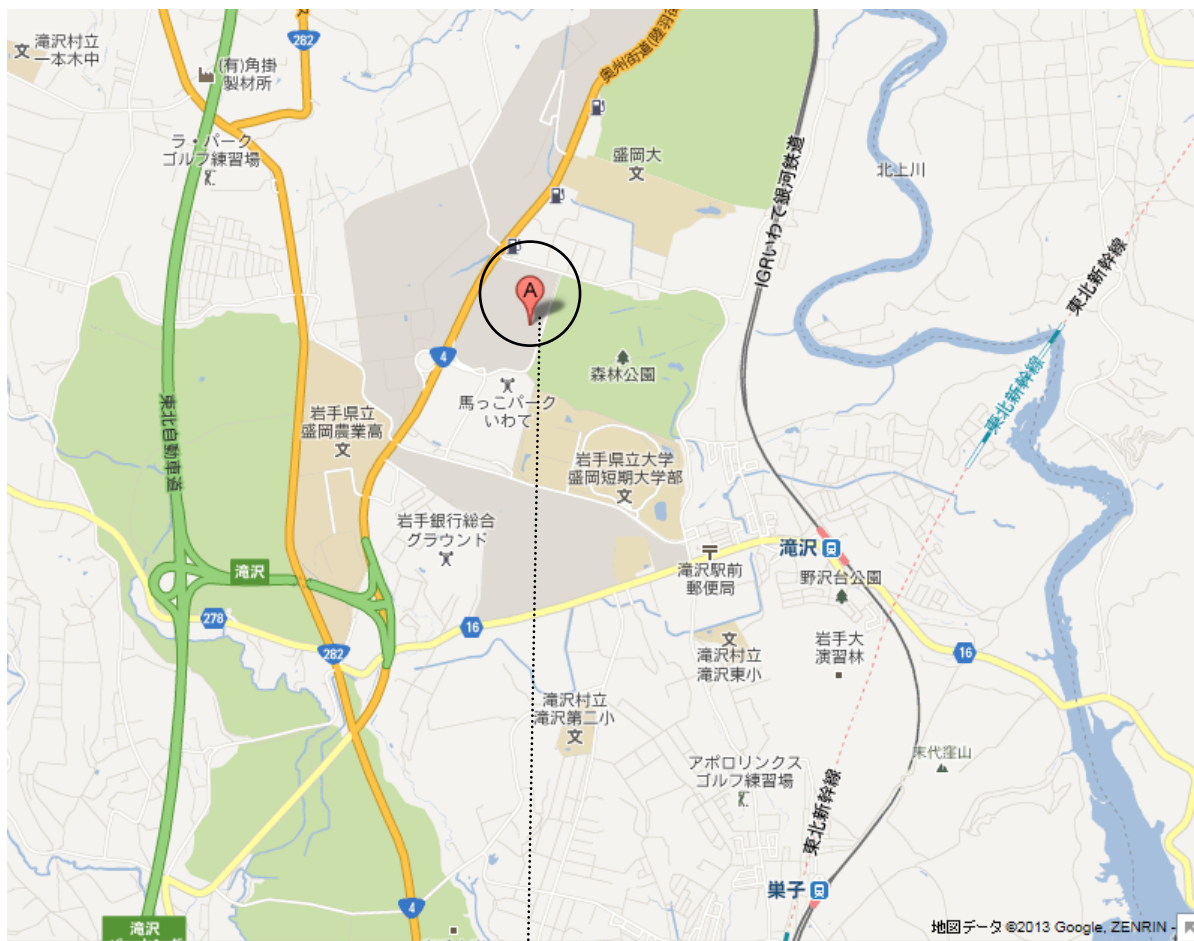 282
滝沢村立
一本木中
(有)角掛
製材所
ラ・パーク
ゴルフ練習場
盛岡大
北上川
IGRいわて銀河鉄道
東北新幹線
A
4
森林公園
東北新幹線
馬っこパーク
いわて
東北自動車道
岩手県立
盛岡農業高
岩手県立大学
盛岡短期大学部
岩手銀行総合
グラウンド
滝沢
滝沢
滝沢駅前
郵便局
野沢台公園
278
16
282
滝沢村立
滝沢東小
岩手大
演習林
16
滝沢村立
滝沢第二小
アポロリンクス
ゴルフ練習場
末代窪山
東北新幹線
巣子
4
滝沢
地図データ ©2013 Google, ZENRIN -